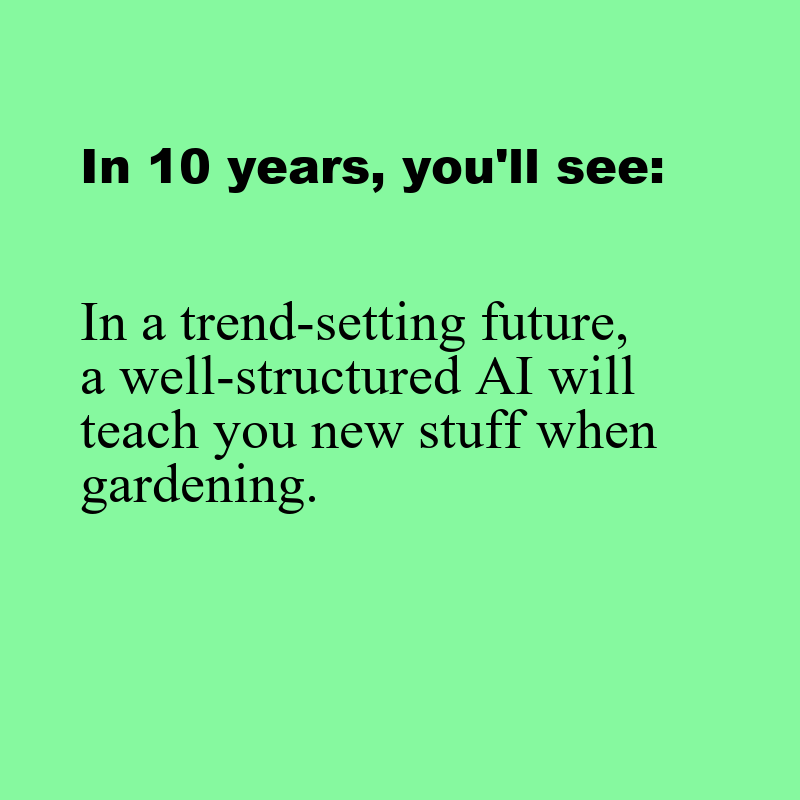 In 10 years, you'll see:
In a trend-setting future,
a well-structured AI will
teach you new stuff when
gardening.